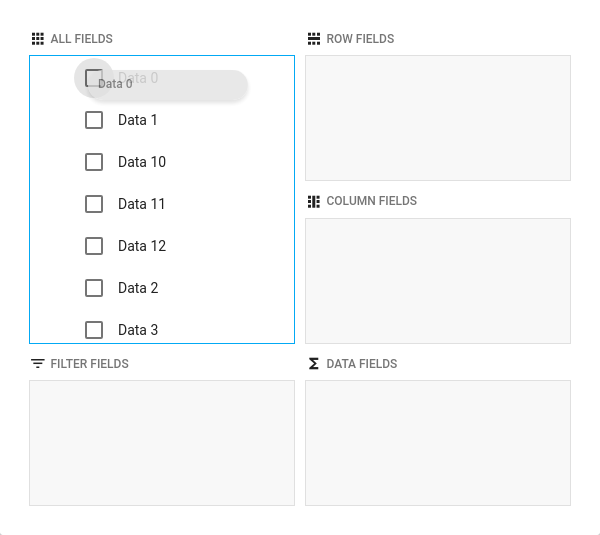 ALL FIELDS
Data 0
Data 0
Data 1
Data 10
Data 11
Data 12
Data 2
Data 3
ROW FIELDS
COLUMN FIELDS
FILTER FIELDS
DATA FIELDS